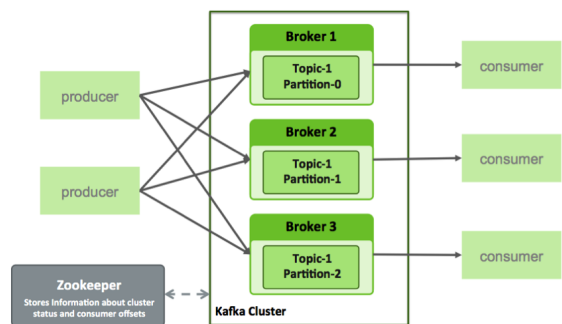 Broker 1
Topic-1
Partition-0
consumer
producer
Broker 2
Topic-1
Partition-1
consumer
producer
Broker 3
Topic-1
Partition-2
consumer
Zookeeper
Stores Information about cluster
status and consumer offsets
Kafka Cluster